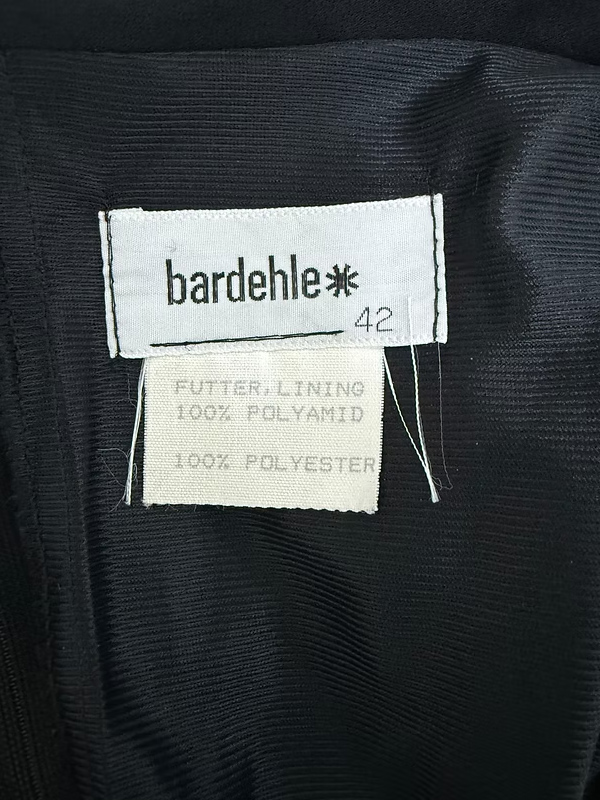 bardehle*
42
FUTTER,LINING
100% POLYAMID
100% POLYESTER